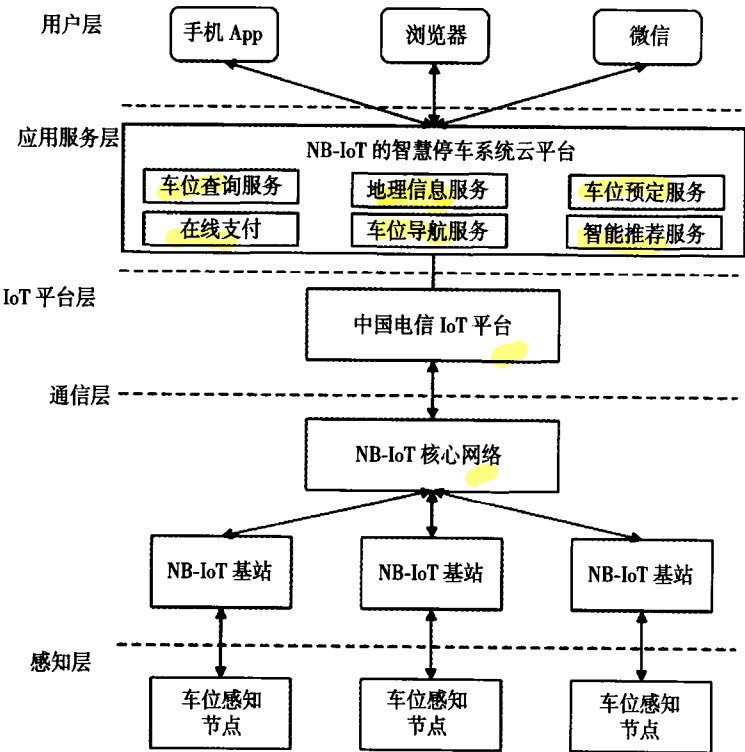 用户层
手机 App
浏览器
微信
应用服务层
NB-IoT 的智慧停车系统云平台
车位查询服务
地理信息服务
车位预定服务
在线支付
车位导航服务
智能推荐服务
IoT 平台层
中国电信 IoT 平台
通信层
NB-IoT 核心网络
NB-IoT 基站
NB-IoT 基站
NB-IoT 基站
感知层
车位感知
节点
车位感知
节点
车位感知
节点